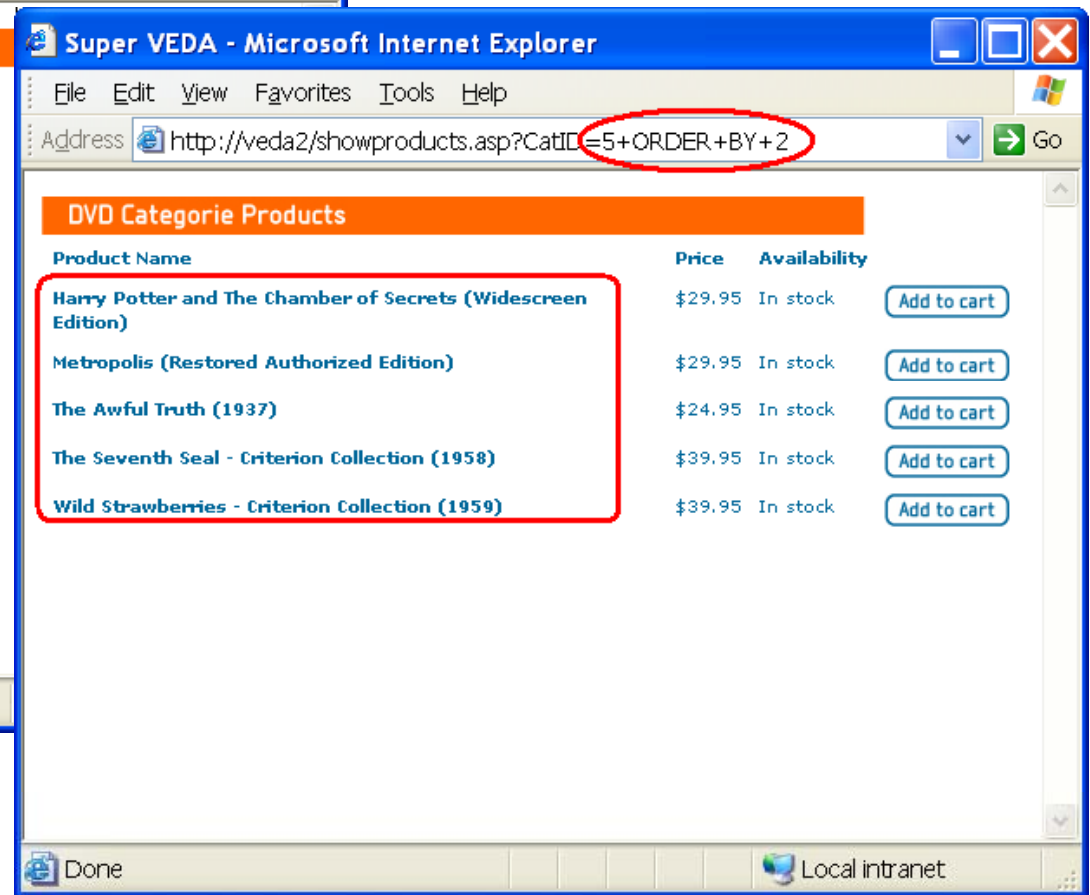 Super VEDA - Microsoft Internet Explorer
File Edit View Favorites Tools Help
Address http://veda2/showproducts.asp?CatID=5+ORDER+BY+2 Go
DVD Categorie Products
Product Name Price Availability
Harry Potter and The Chamber of Secrets (Widescreen $29.95 In stock Add to cart
Edition)
Metropolis (Restored Authorized Edition) $29.95 In stock Add to cart
The Awful Truth (1937) $24.95 In stock Add to cart
The Seventh Seal - Criterion Collection (1958) $39.95 In stock Add to cart
Wild Strawberries - Criterion Collection (1959) $39.95 In stock Add to cart
Done Local intranet